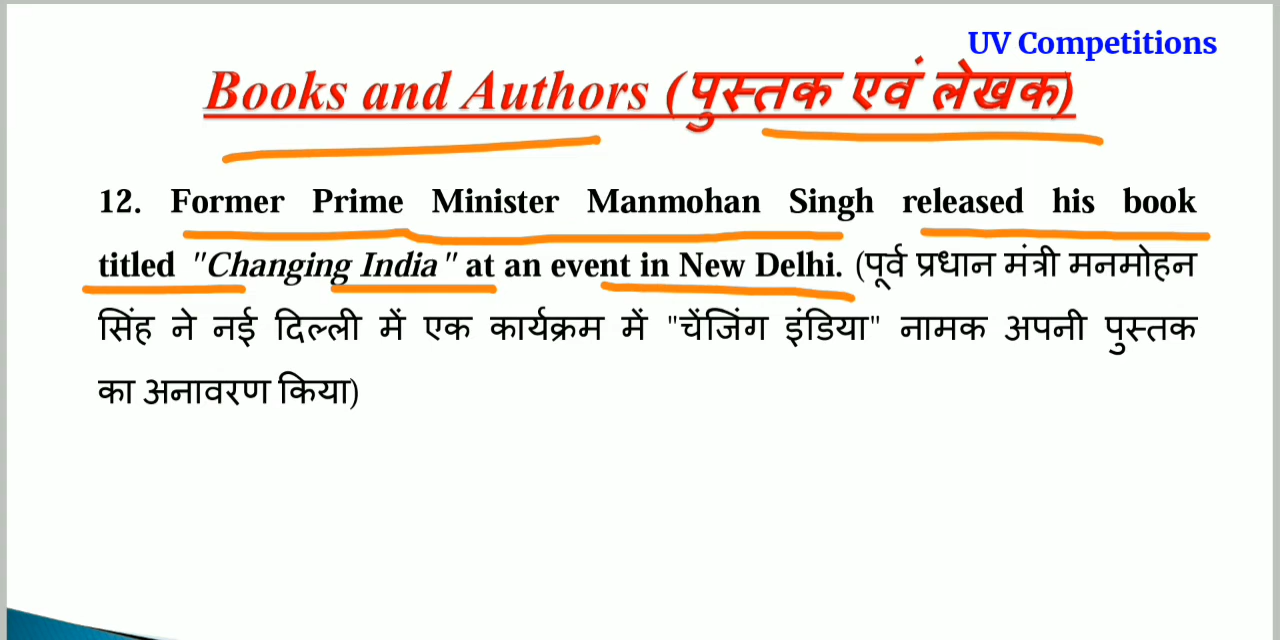 UV Competitions
Books and Authors (पुस्तक एवं लेखक)
12. Former Prime Minister Manmohan Singh released his book
titled "Changing India" at an event in New Delhi. (पूर्व प्रधान मंत्री मनमोहन
सिंह ने नई दिल्ली में एक कार्यक्रम में "चेंजिंग इंडिया" नामक अपनी पुस्तक
का अनावरण किया)